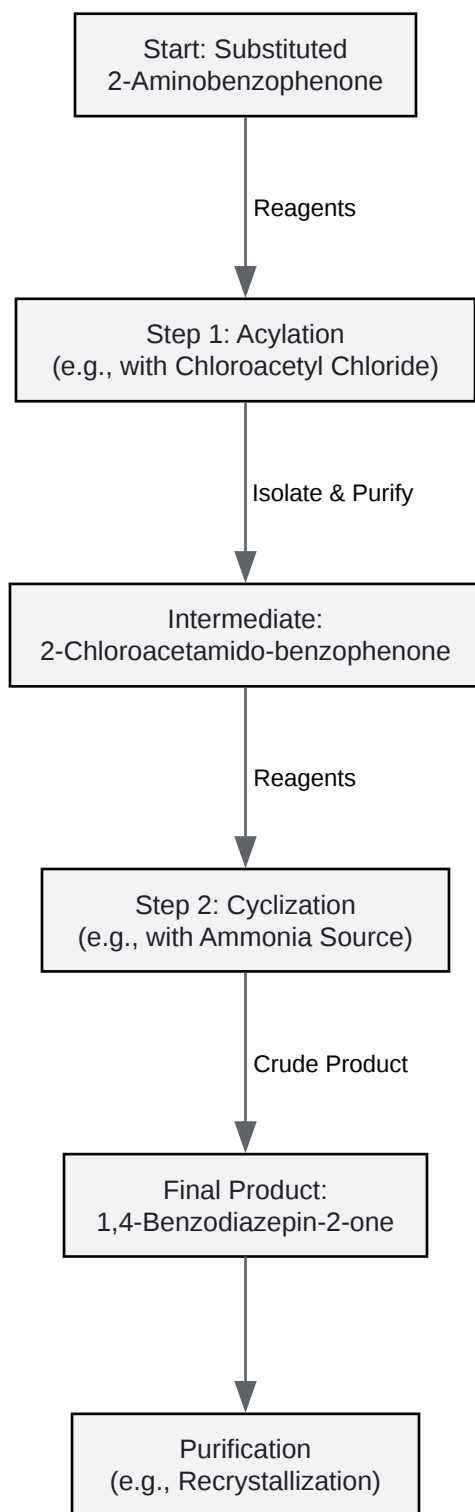 Start: Substituted
2-Aminobenzophenone
Reagents
Step 1: Acylation
(e.g., with Chloroacetyl Chloride)
Isolate & Purify
Intermediate:
2-Chloroacetamido-benzophenone
Reagents
Step 2: Cyclization
(e.g., with Ammonia Source)
Crude Product
Final Product:
1,4-Benzodiazepin-2-one
Purification
(e.g., Recrystallization)